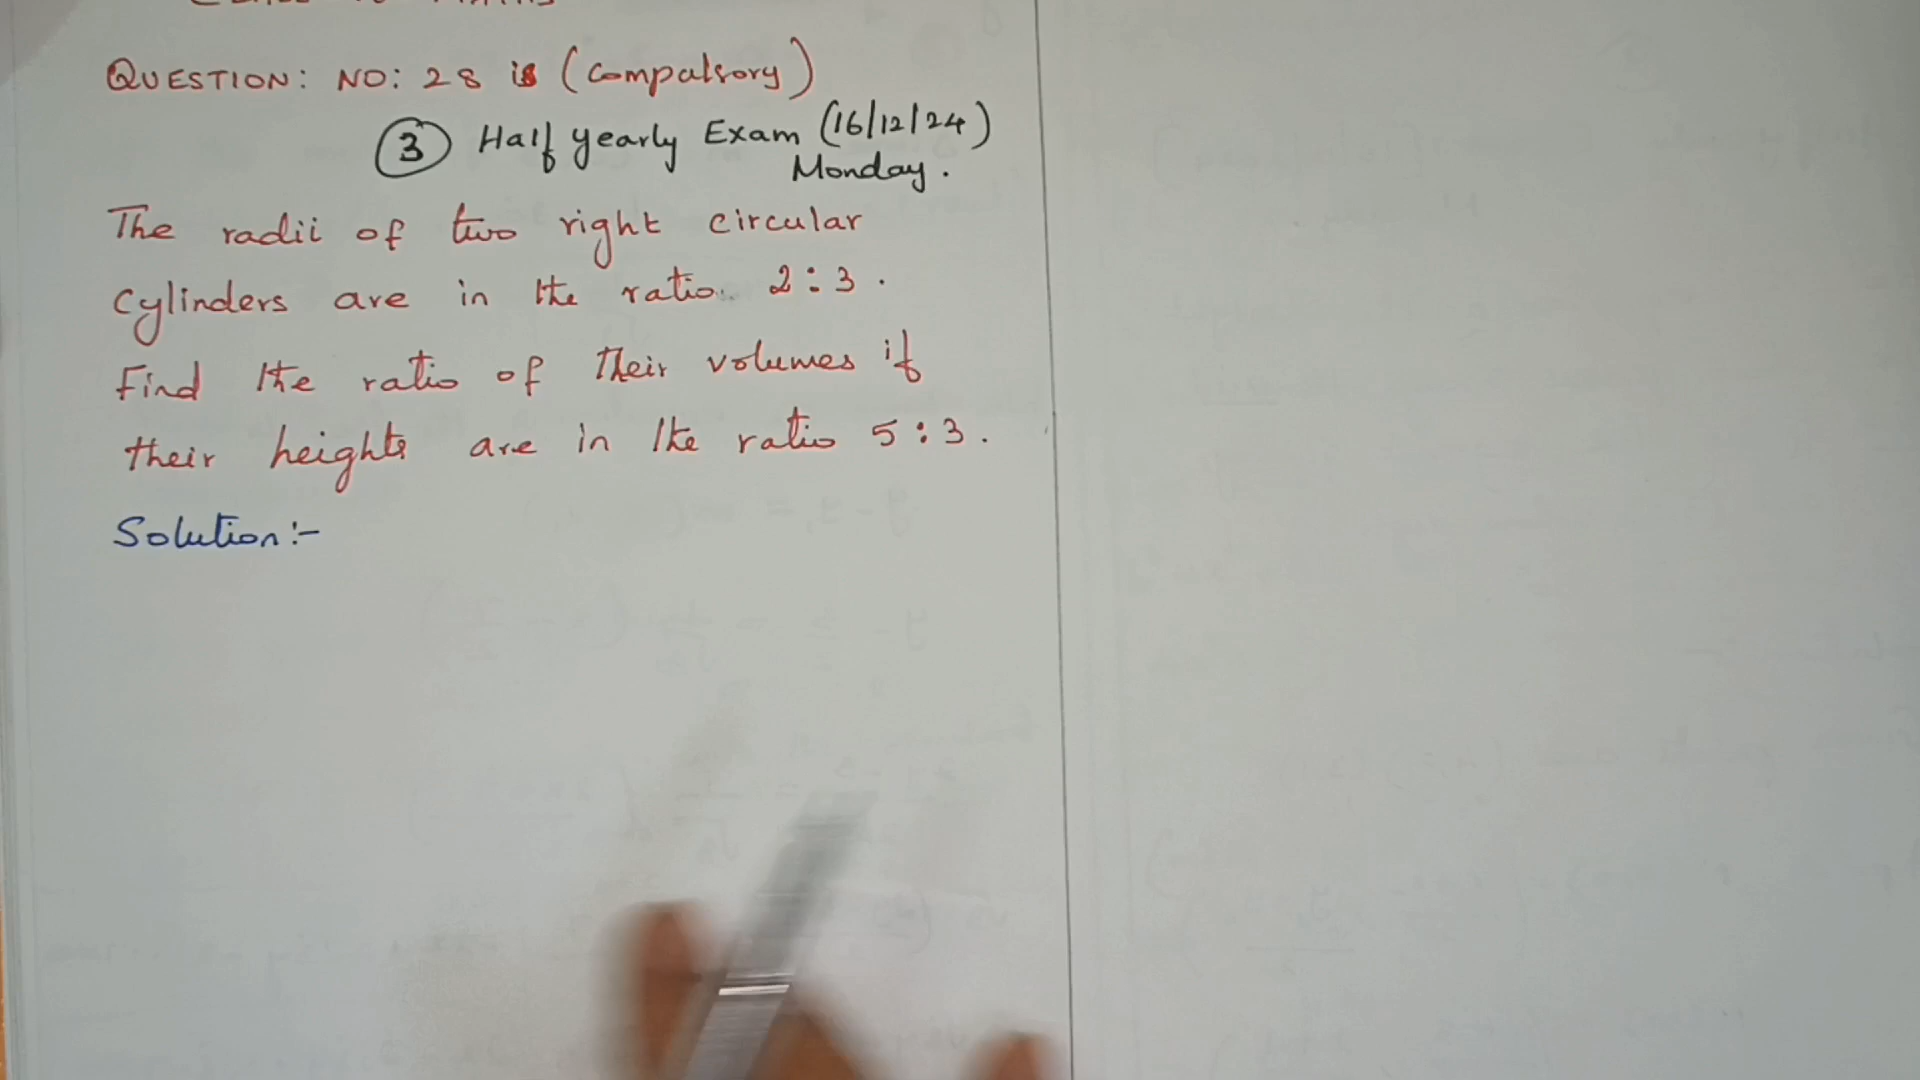 QUESTION: NO: 28 is (Compulsory)
3 Half yearly Exam (16/12/24)
Monday.
The radii of two right circular
cylinders are in the ratio 2:3.
Find the ratio of their volumes if
their heights are in the ratio 5:3.
Solution:-